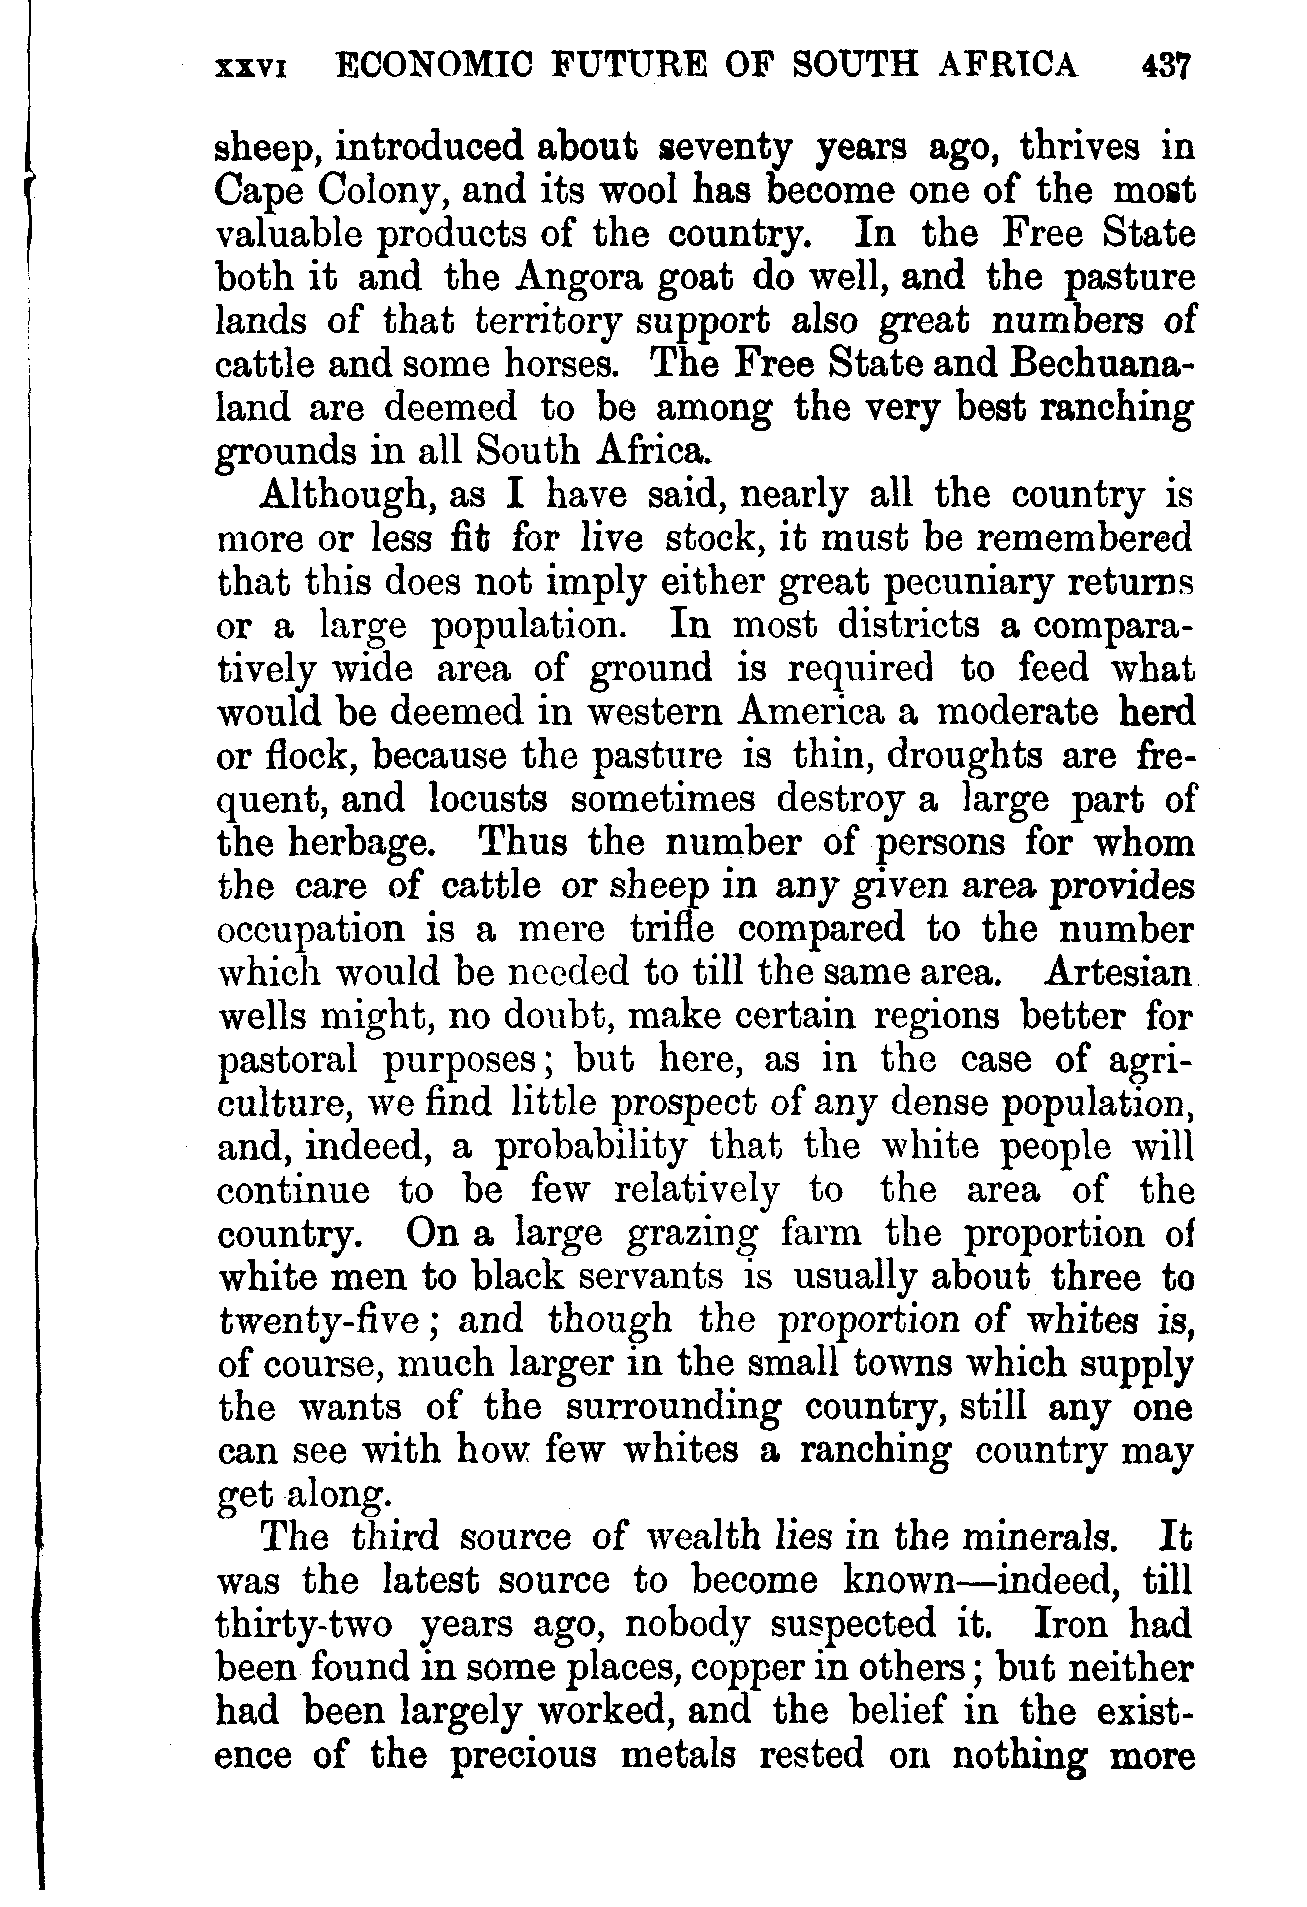 xxvi ECONOMIC FUTURE OF SOUTH AFRICA 437
sheep, introduced about seventy years ago, thrives in
Cape Colony, and its wool has become one of the most
valuable products of the country. In the Free State
both it and the Angora goat do well, and the pasture
lands of that territory support also great numbers of
cattle and some horses. The Free State and Bechuana-
land are deemed to be among the very best ranching
grounds in all South Africa.
Although, as I have said, nearly all the country is
more or less fit for live stock, it must be remembered
that this does not imply either great pecuniary returns
or a large population. In most districts a compara-
tively wide area of ground is required to feed what
would be deemed in western America a moderate herd
or flock, because the pasture is thin, droughts are fre-
quent, and locusts sometimes destroy a large part of
the herbage. Thus the number of persons for whom
the care of cattle or sheep in any given area provides
occupation is a mere trifle compared to the number
which would be needed to till the same area. Artesian
wells might, no doubt, make certain regions better for
pastoral purposes; but here, as in the case of agri-
culture, we find little prospect of any dense population,
and, indeed, a probability that the white people will
continue to be few relatively to the area of the
country. On a large grazing farm the proportion of
white men to black servants is usually about three to
twenty-five; and though the proportion of whites is,
of course, much larger in the small towns which supply
the wants of the surrounding country, still any one
can see with how few whites a ranching country may
get along.
The third source of wealth lies in the minerals. It
was the latest source to become known—indeed, till
thirty-two years ago, nobody suspected it. Iron had
been found in some places, copper in others; but neither
had been largely worked, and the belief in the exist-
ence of the precious metals rested on nothing more